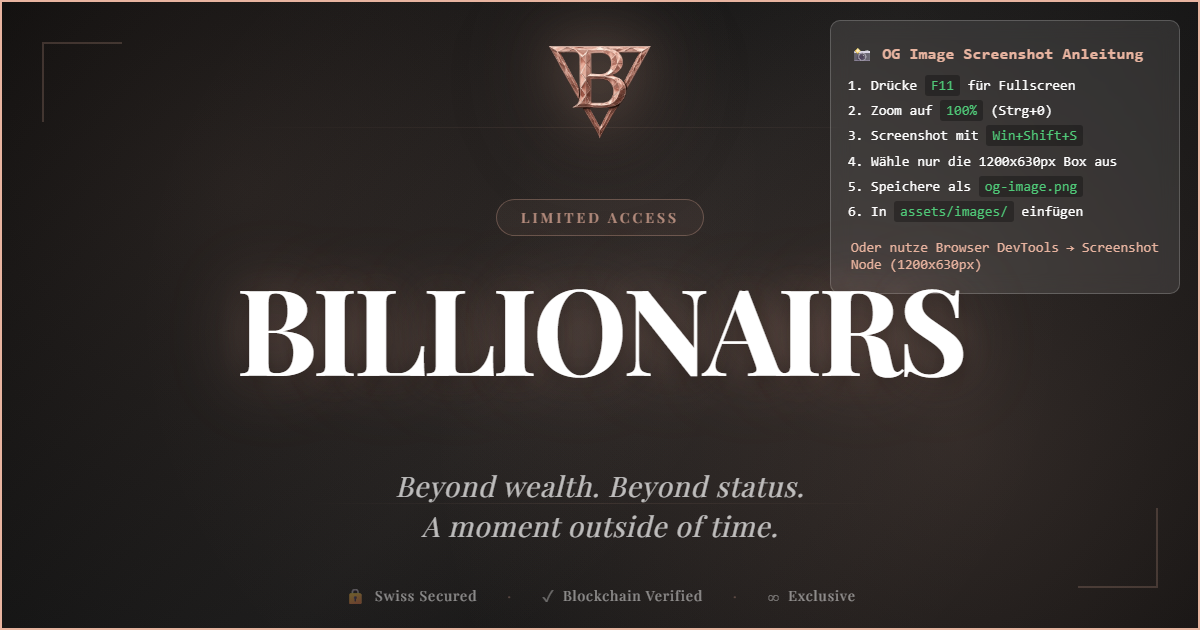 B
📸 OG Image Screenshot Anleitung
1. Drücke F11 für Fullscreen
2. Zoom auf 100% (Strg+0)
3. Screenshot mit Win+Shift+S
4. Wähle nur die 1200x630px Box aus
5. Speichere als og-image.png
6. In assets/images/ einfügen
Oder nutze Browser DevTools → Screenshot
Node (1200x630px)
LIMITED ACCESS
BILLIONAIRS
Beyond wealth. Beyond status.
A moment outside of time.
🔒 Swiss Secured · ✓ Blockchain Verified · ∞ Exclusive